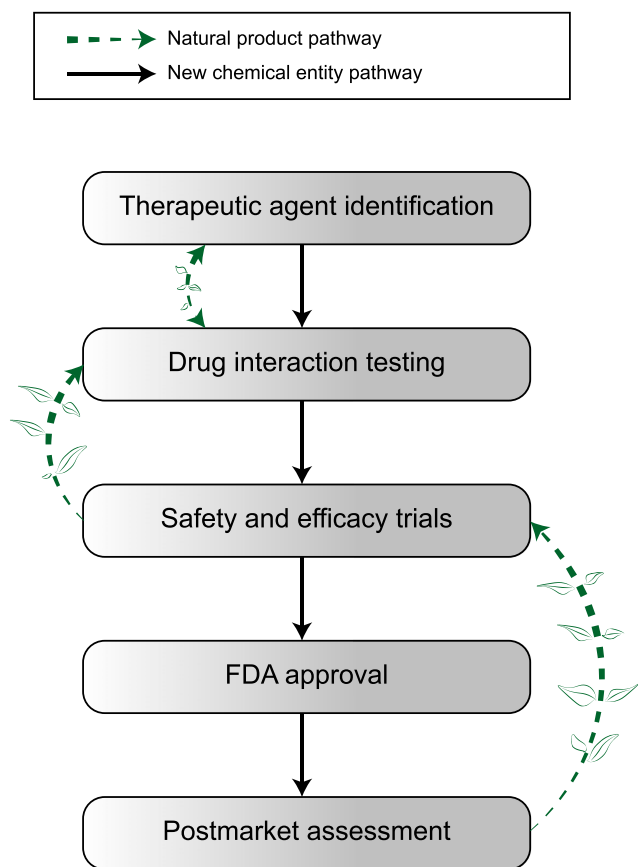 Natural product pathway
New chemical entity pathway
Therapeutic agent identification
Drug interaction testing
Safety and efficacy trials
FDA approval
Postmarket assessment